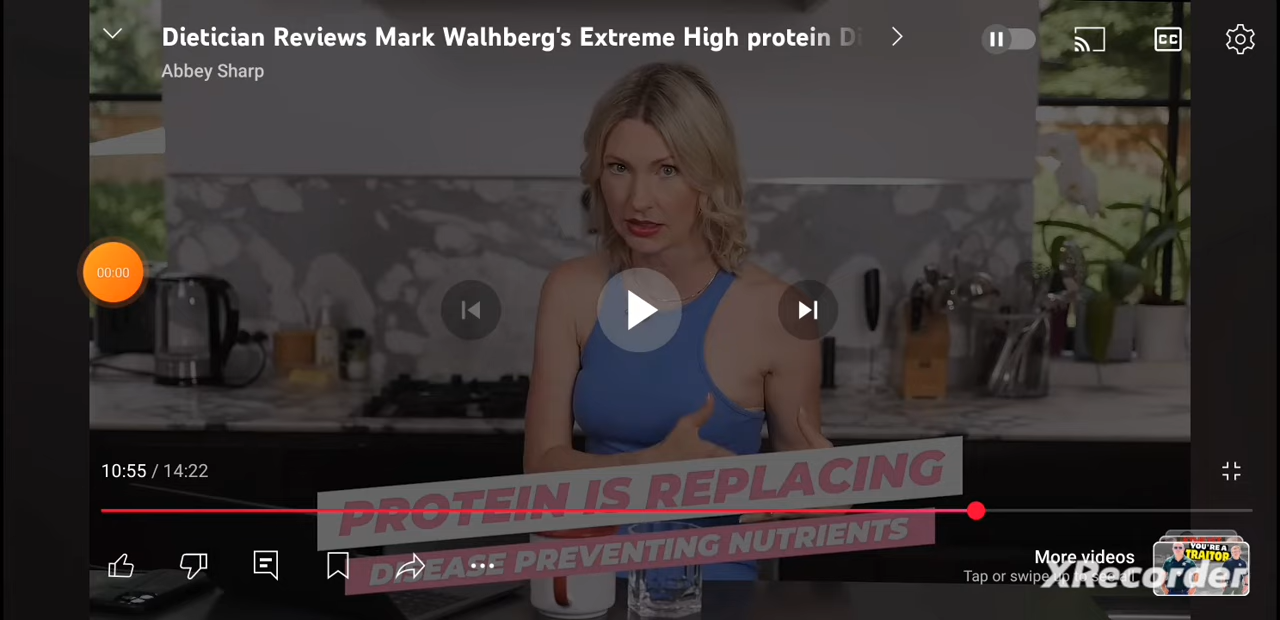 Dietician Reviews Mark Walhberg's Extreme High protein Di
Abbey Sharp
CC
00:00
10:55 / 14:22
PROTEIN IS REPLACING
DISEASE PREVENTING NUTRIENTS
More videos
Tap or swipe up to see all
YOU'RE A
TRAITOR
XRecorder